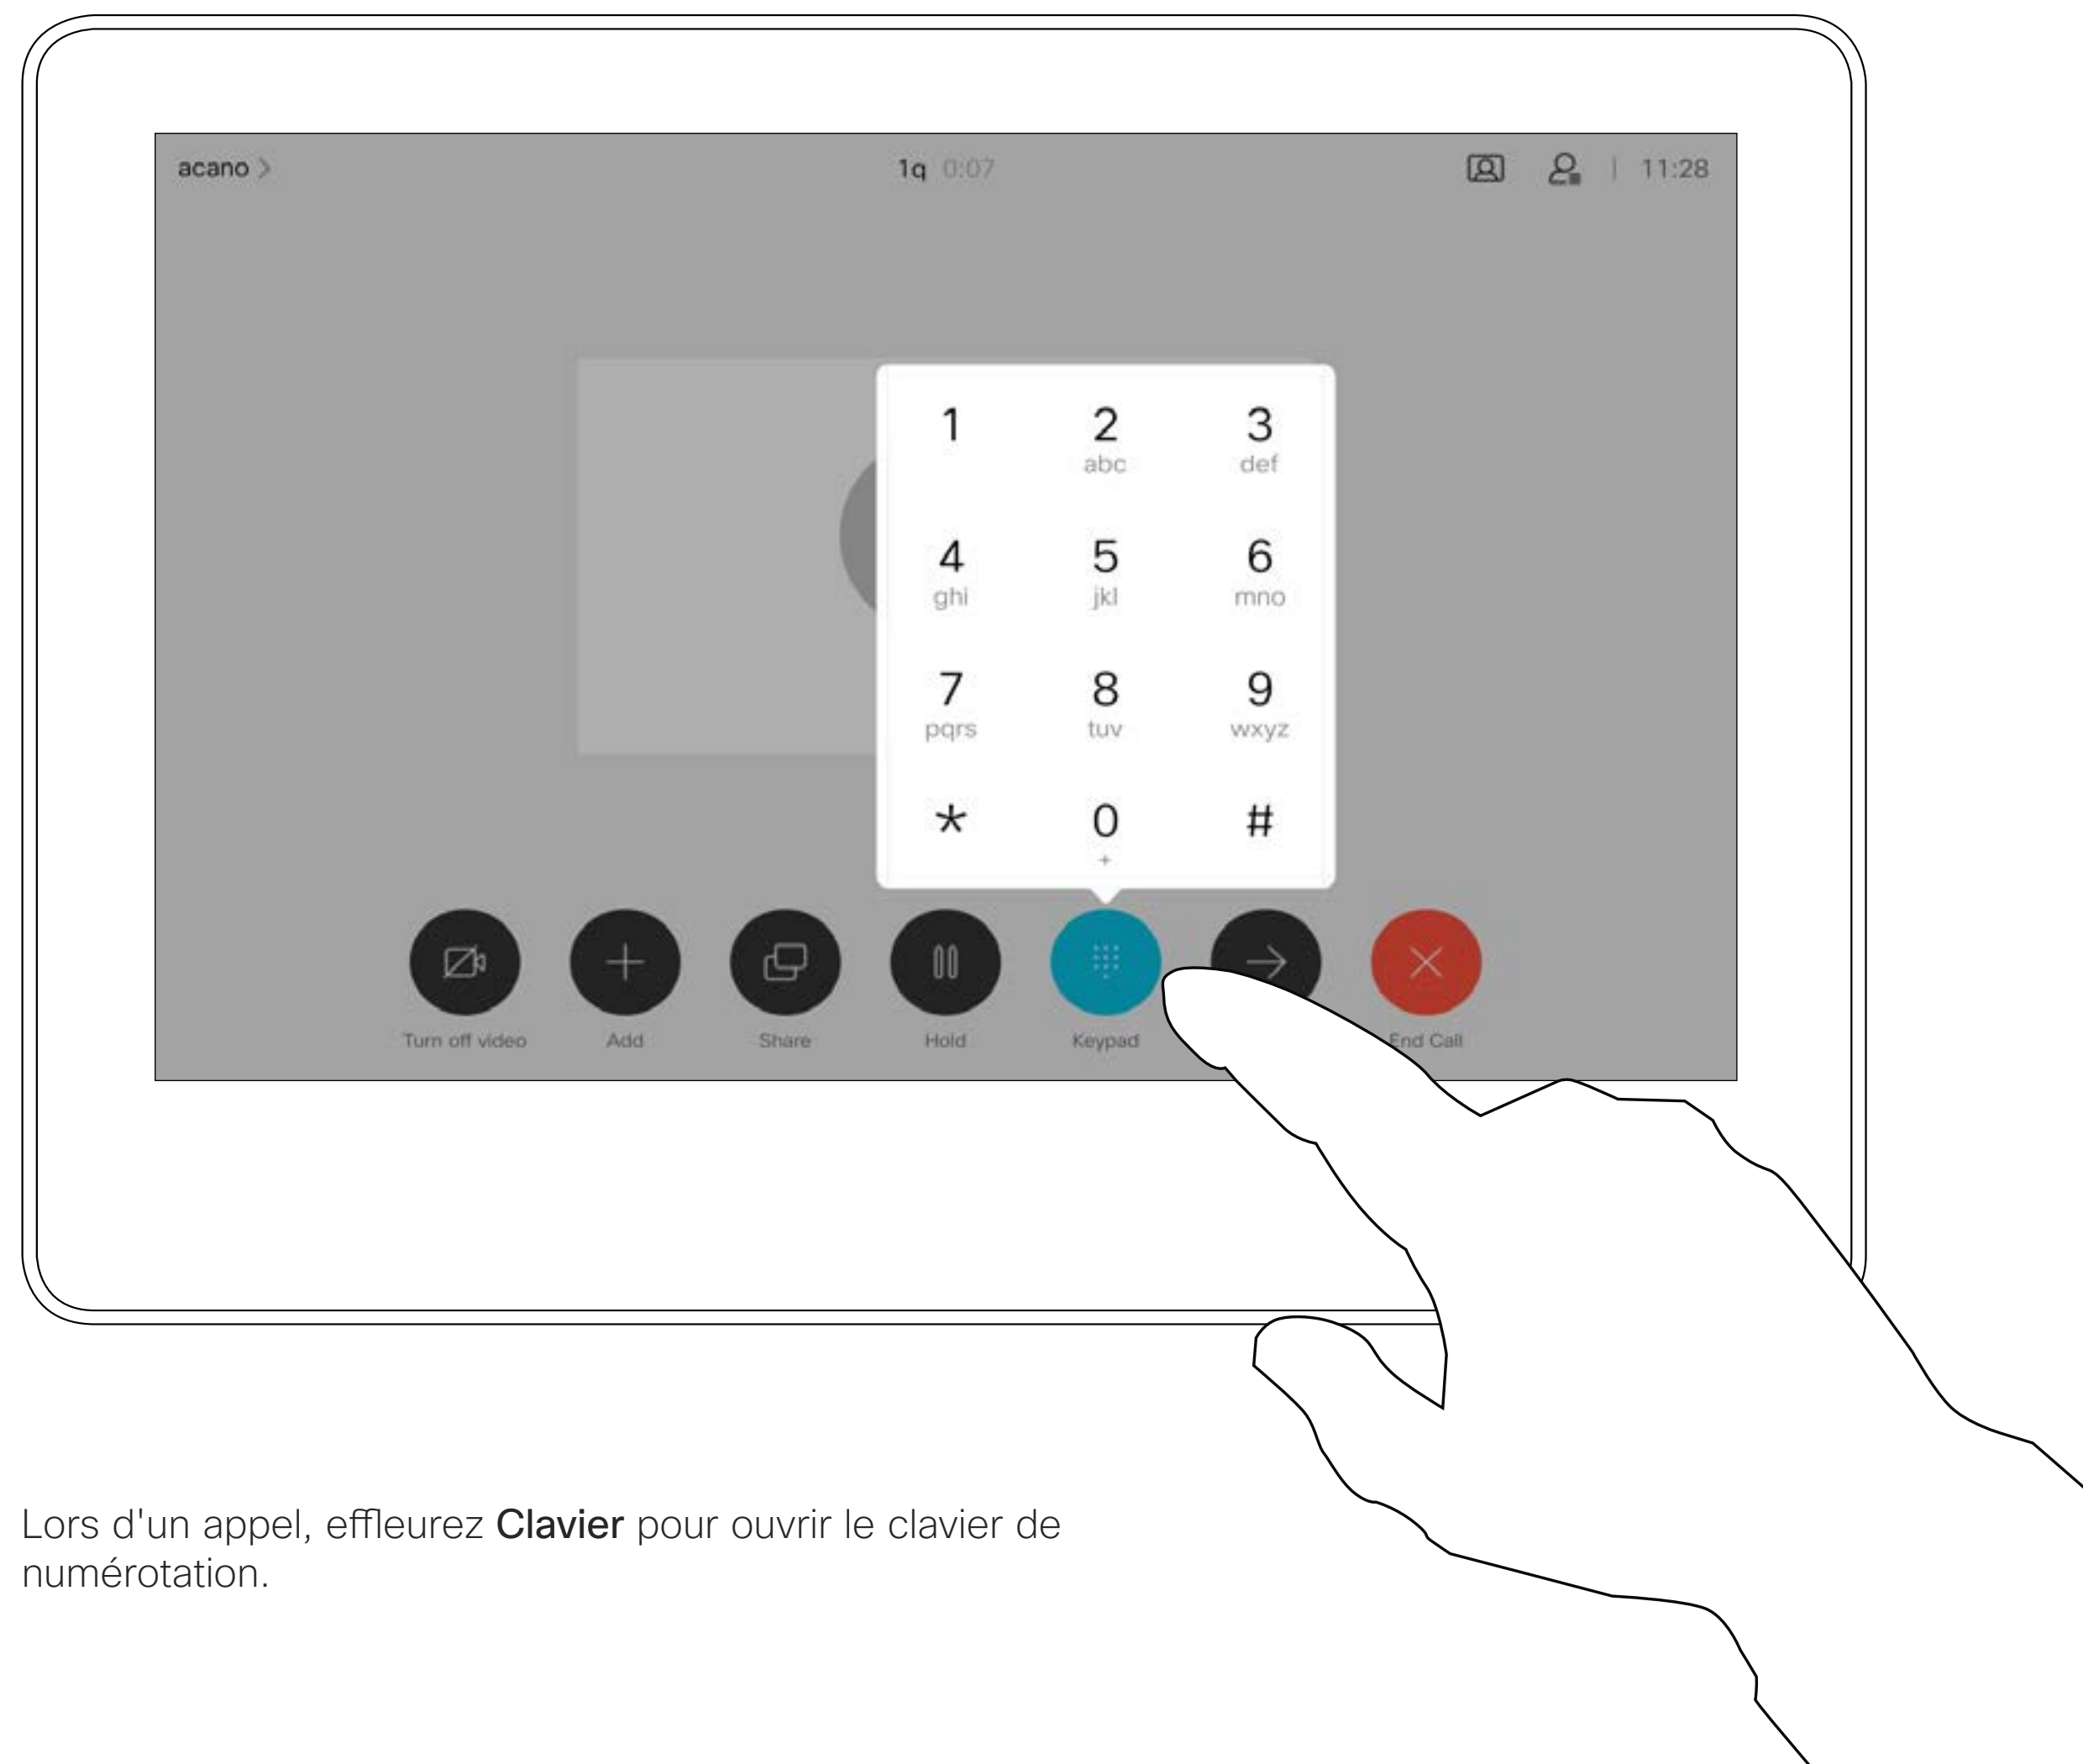 acano
1q 0:07
11:28
1 2 3
abc def
4 5 6
ghi jkl mno
7 8 9
pqrs tuv wxyz
* 0 #
+
Turn off video Add Share Hold Keypad End Call
Lors d'un appel, effleurez Clavier pour ouvrir le clavier de
numérotation.